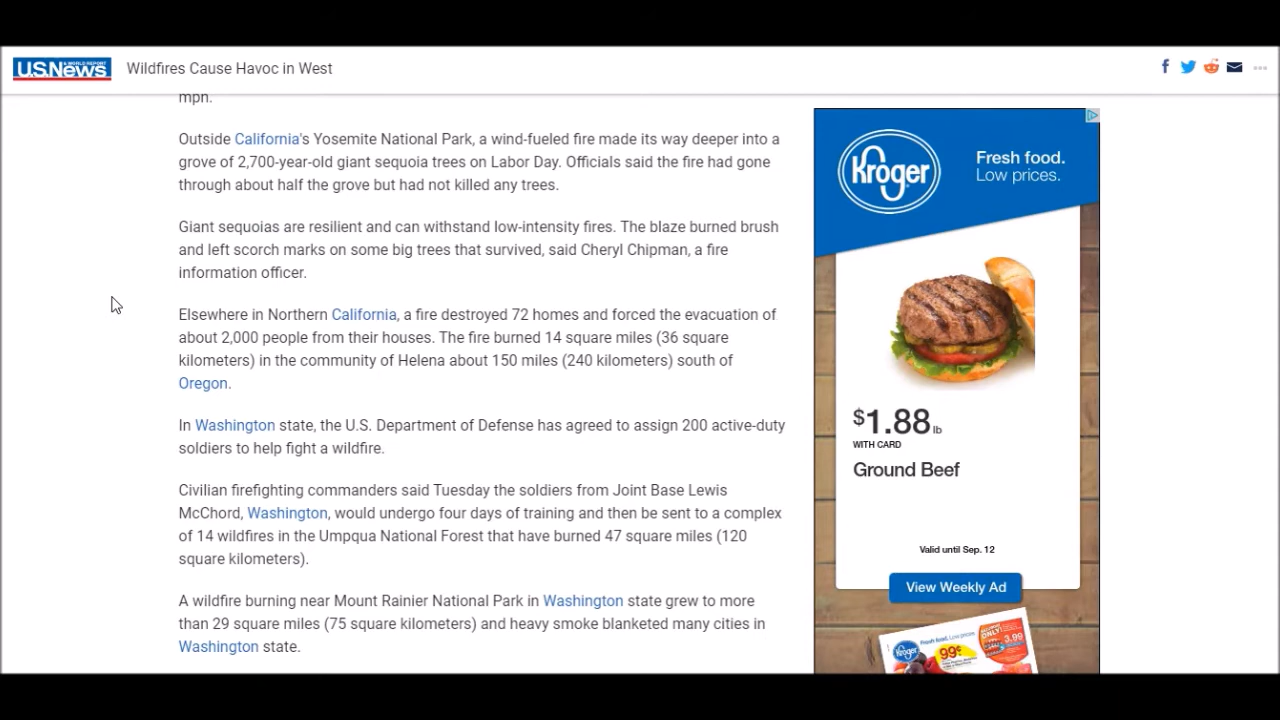 U.S.News
& WORLD REPORT
Wildfires Cause Havoc in West
mpn.
Outside California's Yosemite National Park, a wind-fueled fire made its way deeper into a
grove of 2,700-year-old giant sequoia trees on Labor Day. Officials said the fire had gone
through about half the grove but had not killed any trees.
Giant sequoias are resilient and can withstand low-intensity fires. The blaze burned brush
and left scorch marks on some big trees that survived, said Cheryl Chipman, a fire
information officer.
Elsewhere in Northern California, a fire destroyed 72 homes and forced the evacuation of
about 2,000 people from their houses. The fire burned 14 square miles (36 square
kilometers) in the community of Helena about 150 miles (240 kilometers) south of
Oregon.
In Washington state, the U.S. Department of Defense has agreed to assign 200 active-duty
soldiers to help fight a wildfire.
Civilian firefighting commanders said Tuesday the soldiers from Joint Base Lewis
McChord, Washington, would undergo four days of training and then be sent to a complex
of 14 wildfires in the Umpqua National Forest that have burned 47 square miles (120
square kilometers).
A wildfire burning near Mount Rainier National Park in Washington state grew to more
than 29 square miles (75 square kilometers) and heavy smoke blanketed many cities in
Washington state.
Kroger
Fresh food.
Low prices.
$1.88 lb
WITH CARD
Ground Beef
Valid until Sep. 12
View Weekly Ad
Kroger
Fresh food. Low prices.
99¢
3.99